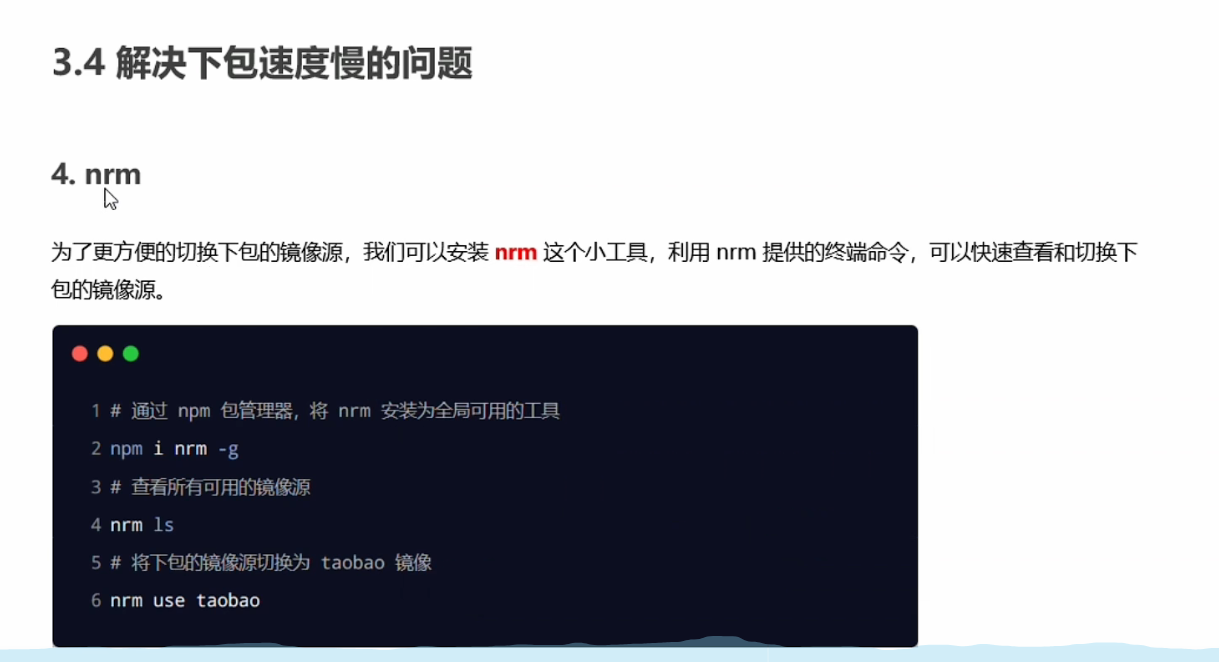 3.4 解决下包速度慢的问题
4. nrm
为了更方便的切换下包的镜像源，我们可以安装 nrm 这个小工具，利用 nrm 提供的终端命令，可以快速查看和切换下
包的镜像源。
1 # 通过 npm 包管理器，将 nrm 安装为全局可用的工具
2 npm i nrm -g
3 # 查看所有可用的镜像源
4 nrm ls
5 # 将下包的镜像源切换为 taobao 镜像
6 nrm use taobao